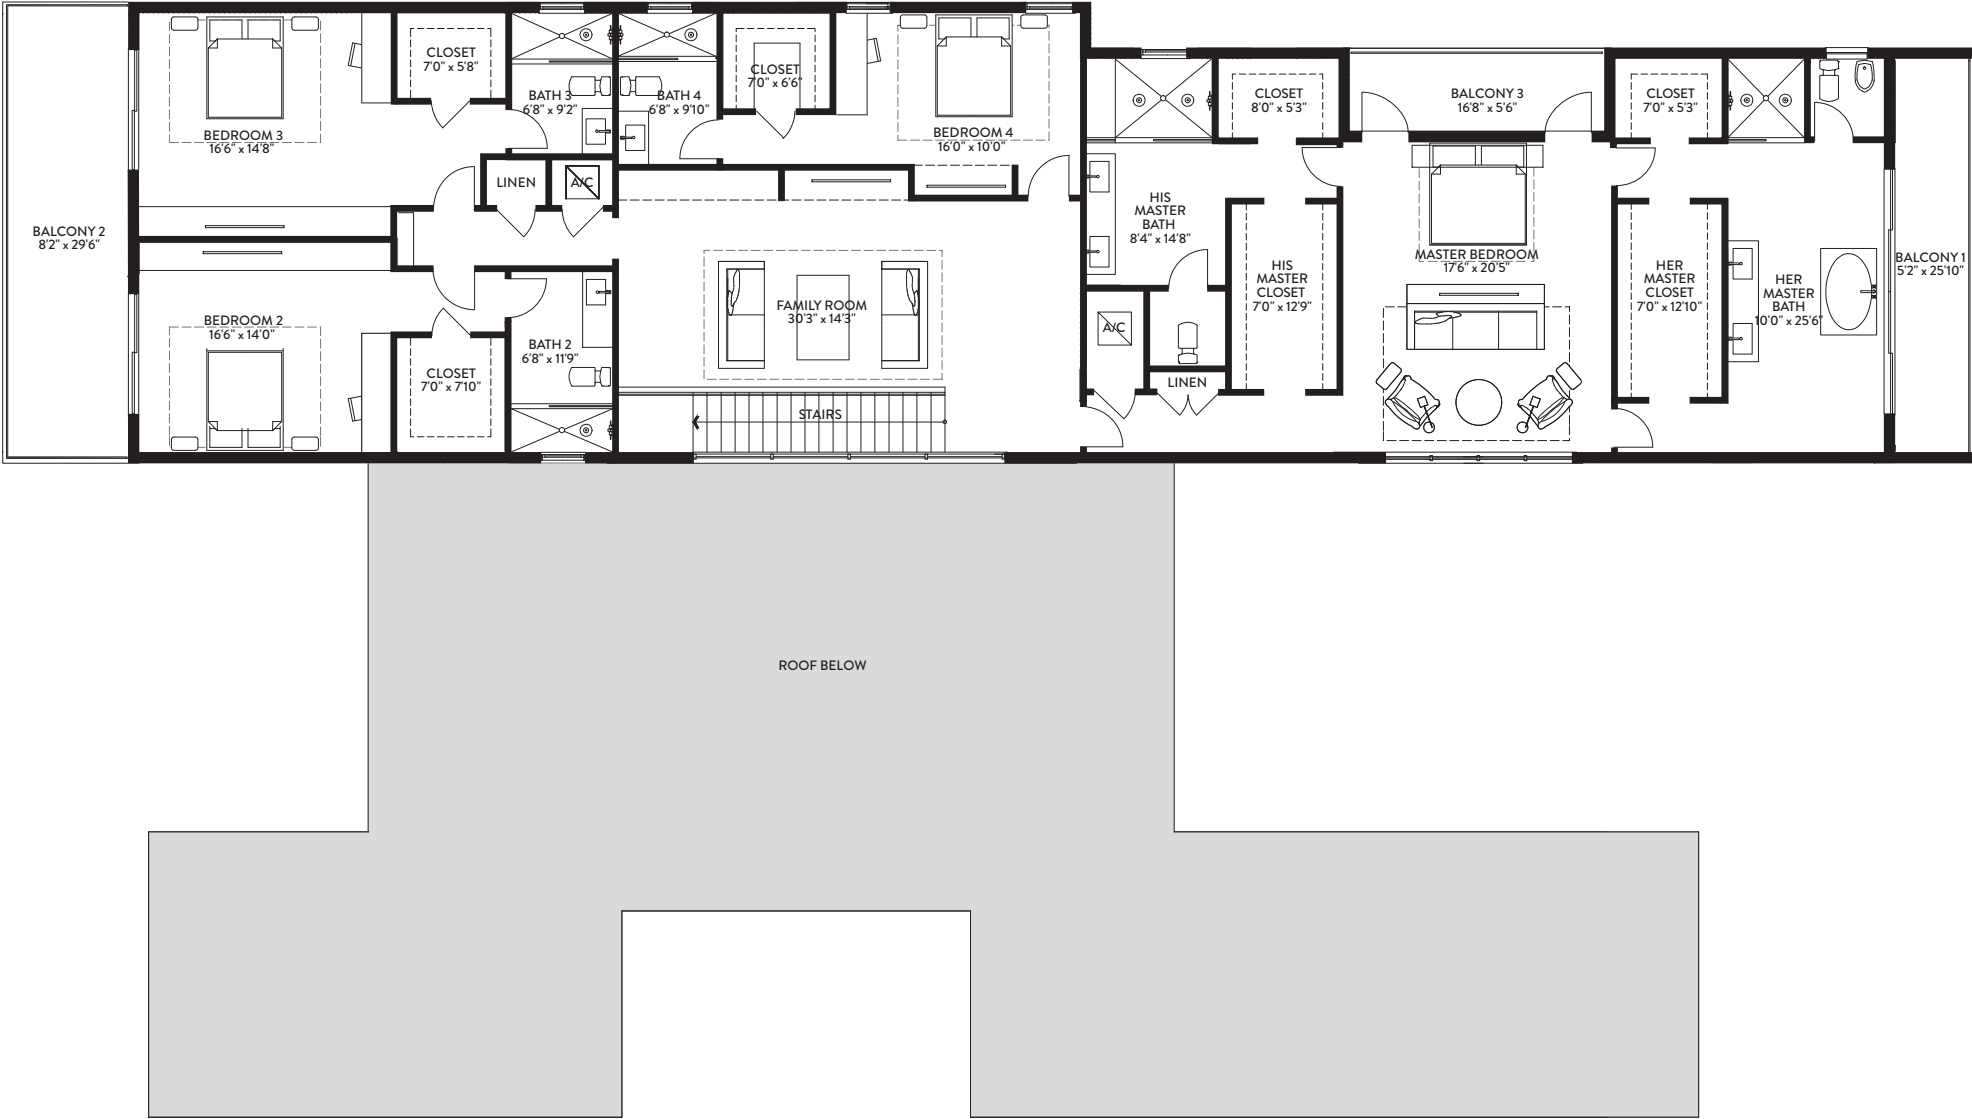 BALCONY 2
8'2" x 29'6"
BEDROOM 3
16'6" x 14'8"
CLOSET
7'0" x 5'8"
BATH 3
6'8" x 9'2"
BATH 4
6'8" x 9'10"
CLOSET
7'0" x 6'6"
BEDROOM 4
16'0" x 10'0"
LINEN
A/C
BEDROOM 2
16'6" x 14'0"
CLOSET
7'0" x 7'10"
BATH 2
6'8" x 11'9"
FAMILY ROOM
30'3" x 14'3"
STAIRS
HIS
MASTER
BATH
8'4" x 14'8"
CLOSET
8'0" x 5'3"
A/C
LINEN
HIS
MASTER
CLOSET
7'0" x 12'9"
BALCONY 3
16'8" x 5'6"
MASTER BEDROOM
17'6" x 20'5"
CLOSET
7'0" x 5'3"
HER
MASTER
CLOSET
7'0" x 12'10"
HER
MASTER
BATH
10'0" x 25'6"
BALCONY 1
5'2" x 25'10"
ROOF BELOW